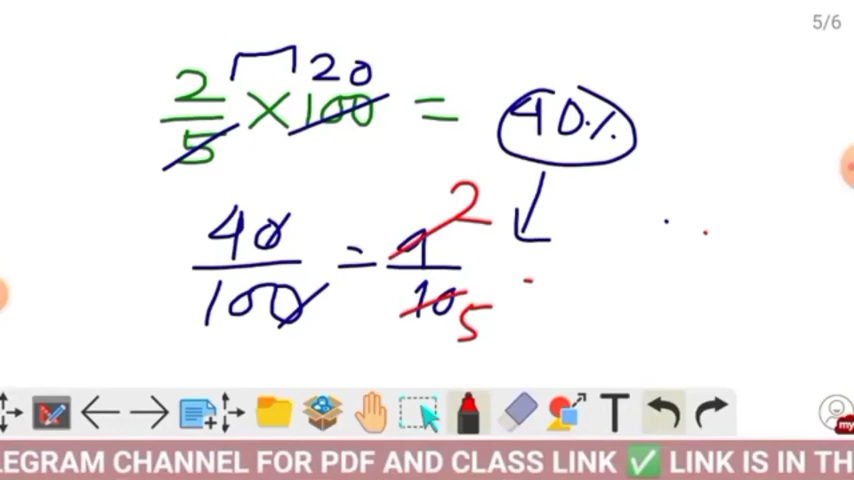 5/6
20
2/5 × 100 = 40%
40/100 = 4/10 2/5
T
my
LEGRAM CHANNEL FOR PDF AND CLASS LINK ✅ LINK IS IN TH